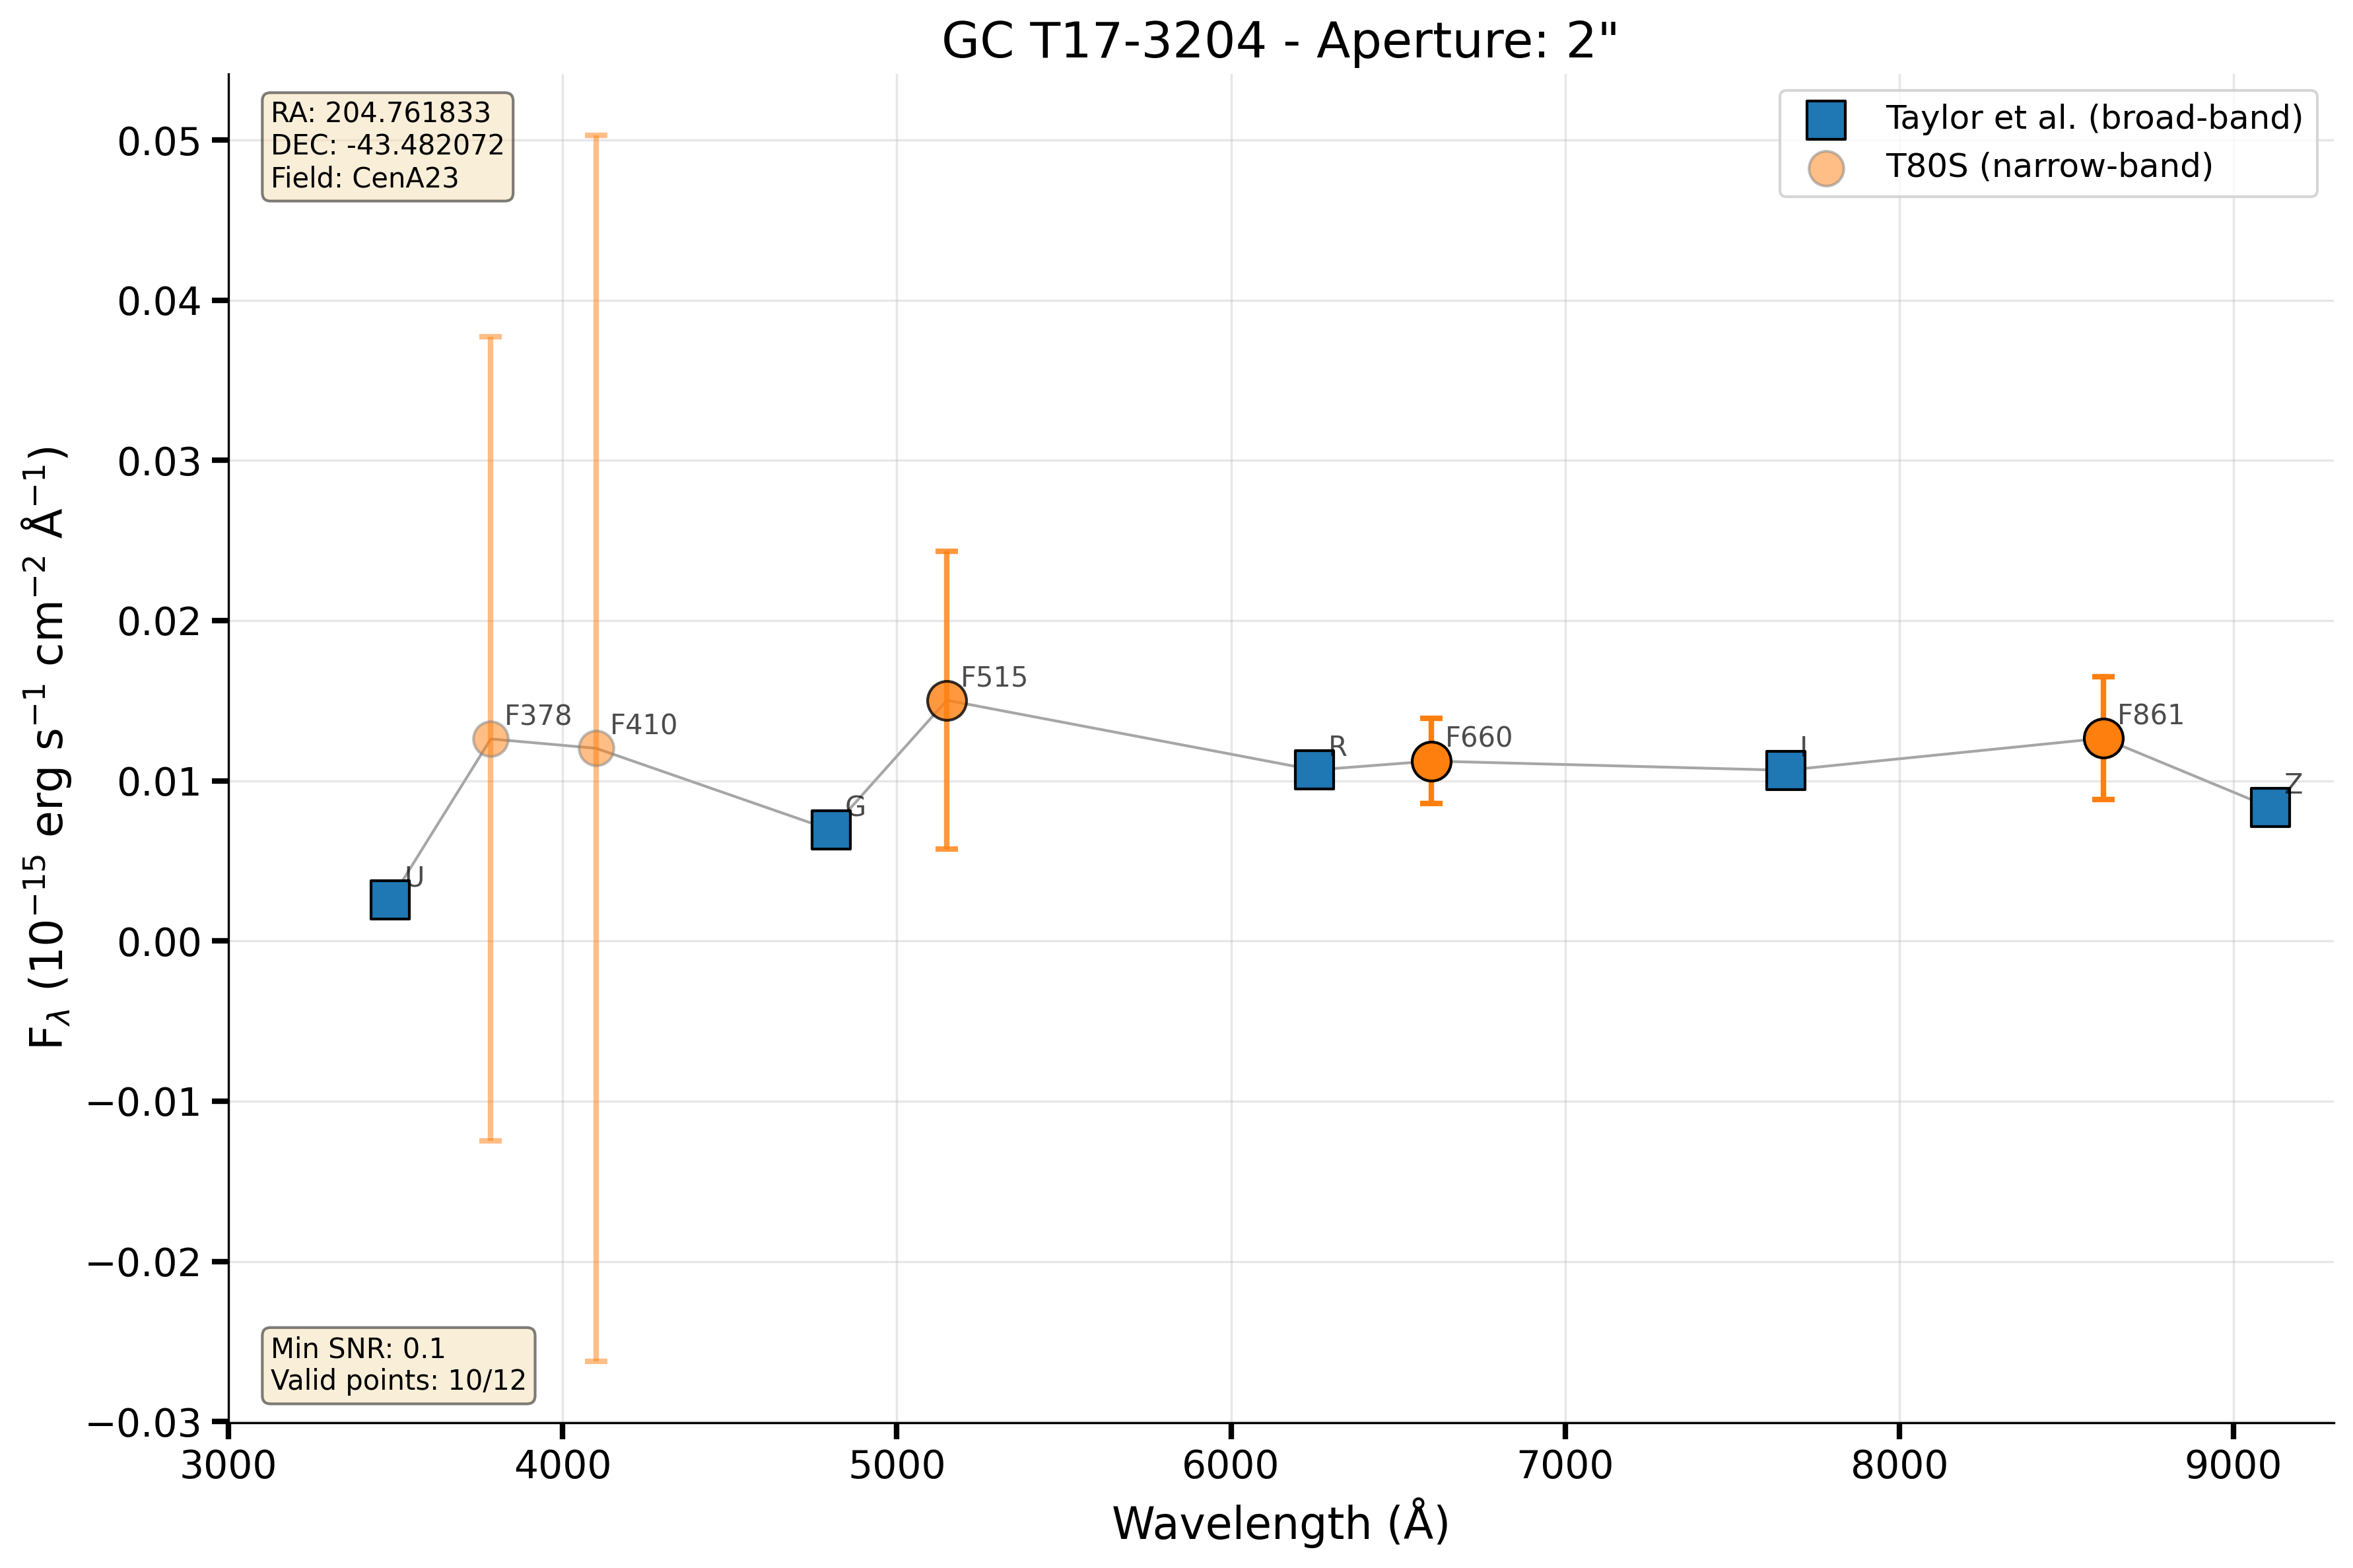 GC T17-3204 - Aperture: 2"
RA: 204.761833
DEC: -43.482072
Field: CenA23
Taylor et al. (broad-band)
T80S (narrow-band)
F$_λ$ (10$^{−15}$ erg s$^{−1}$ cm$^{−2}$ Å$^{−1}$)
0.05
0.04
0.03
0.02
0.01
0.00
−0.01
−0.02
−0.03
U
F378
F410
G
F515
R
F660
I
F861
Z
Min SNR: 0.1
Valid points: 10/12
3000 4000 5000 6000 7000 8000 9000
Wavelength (Å)